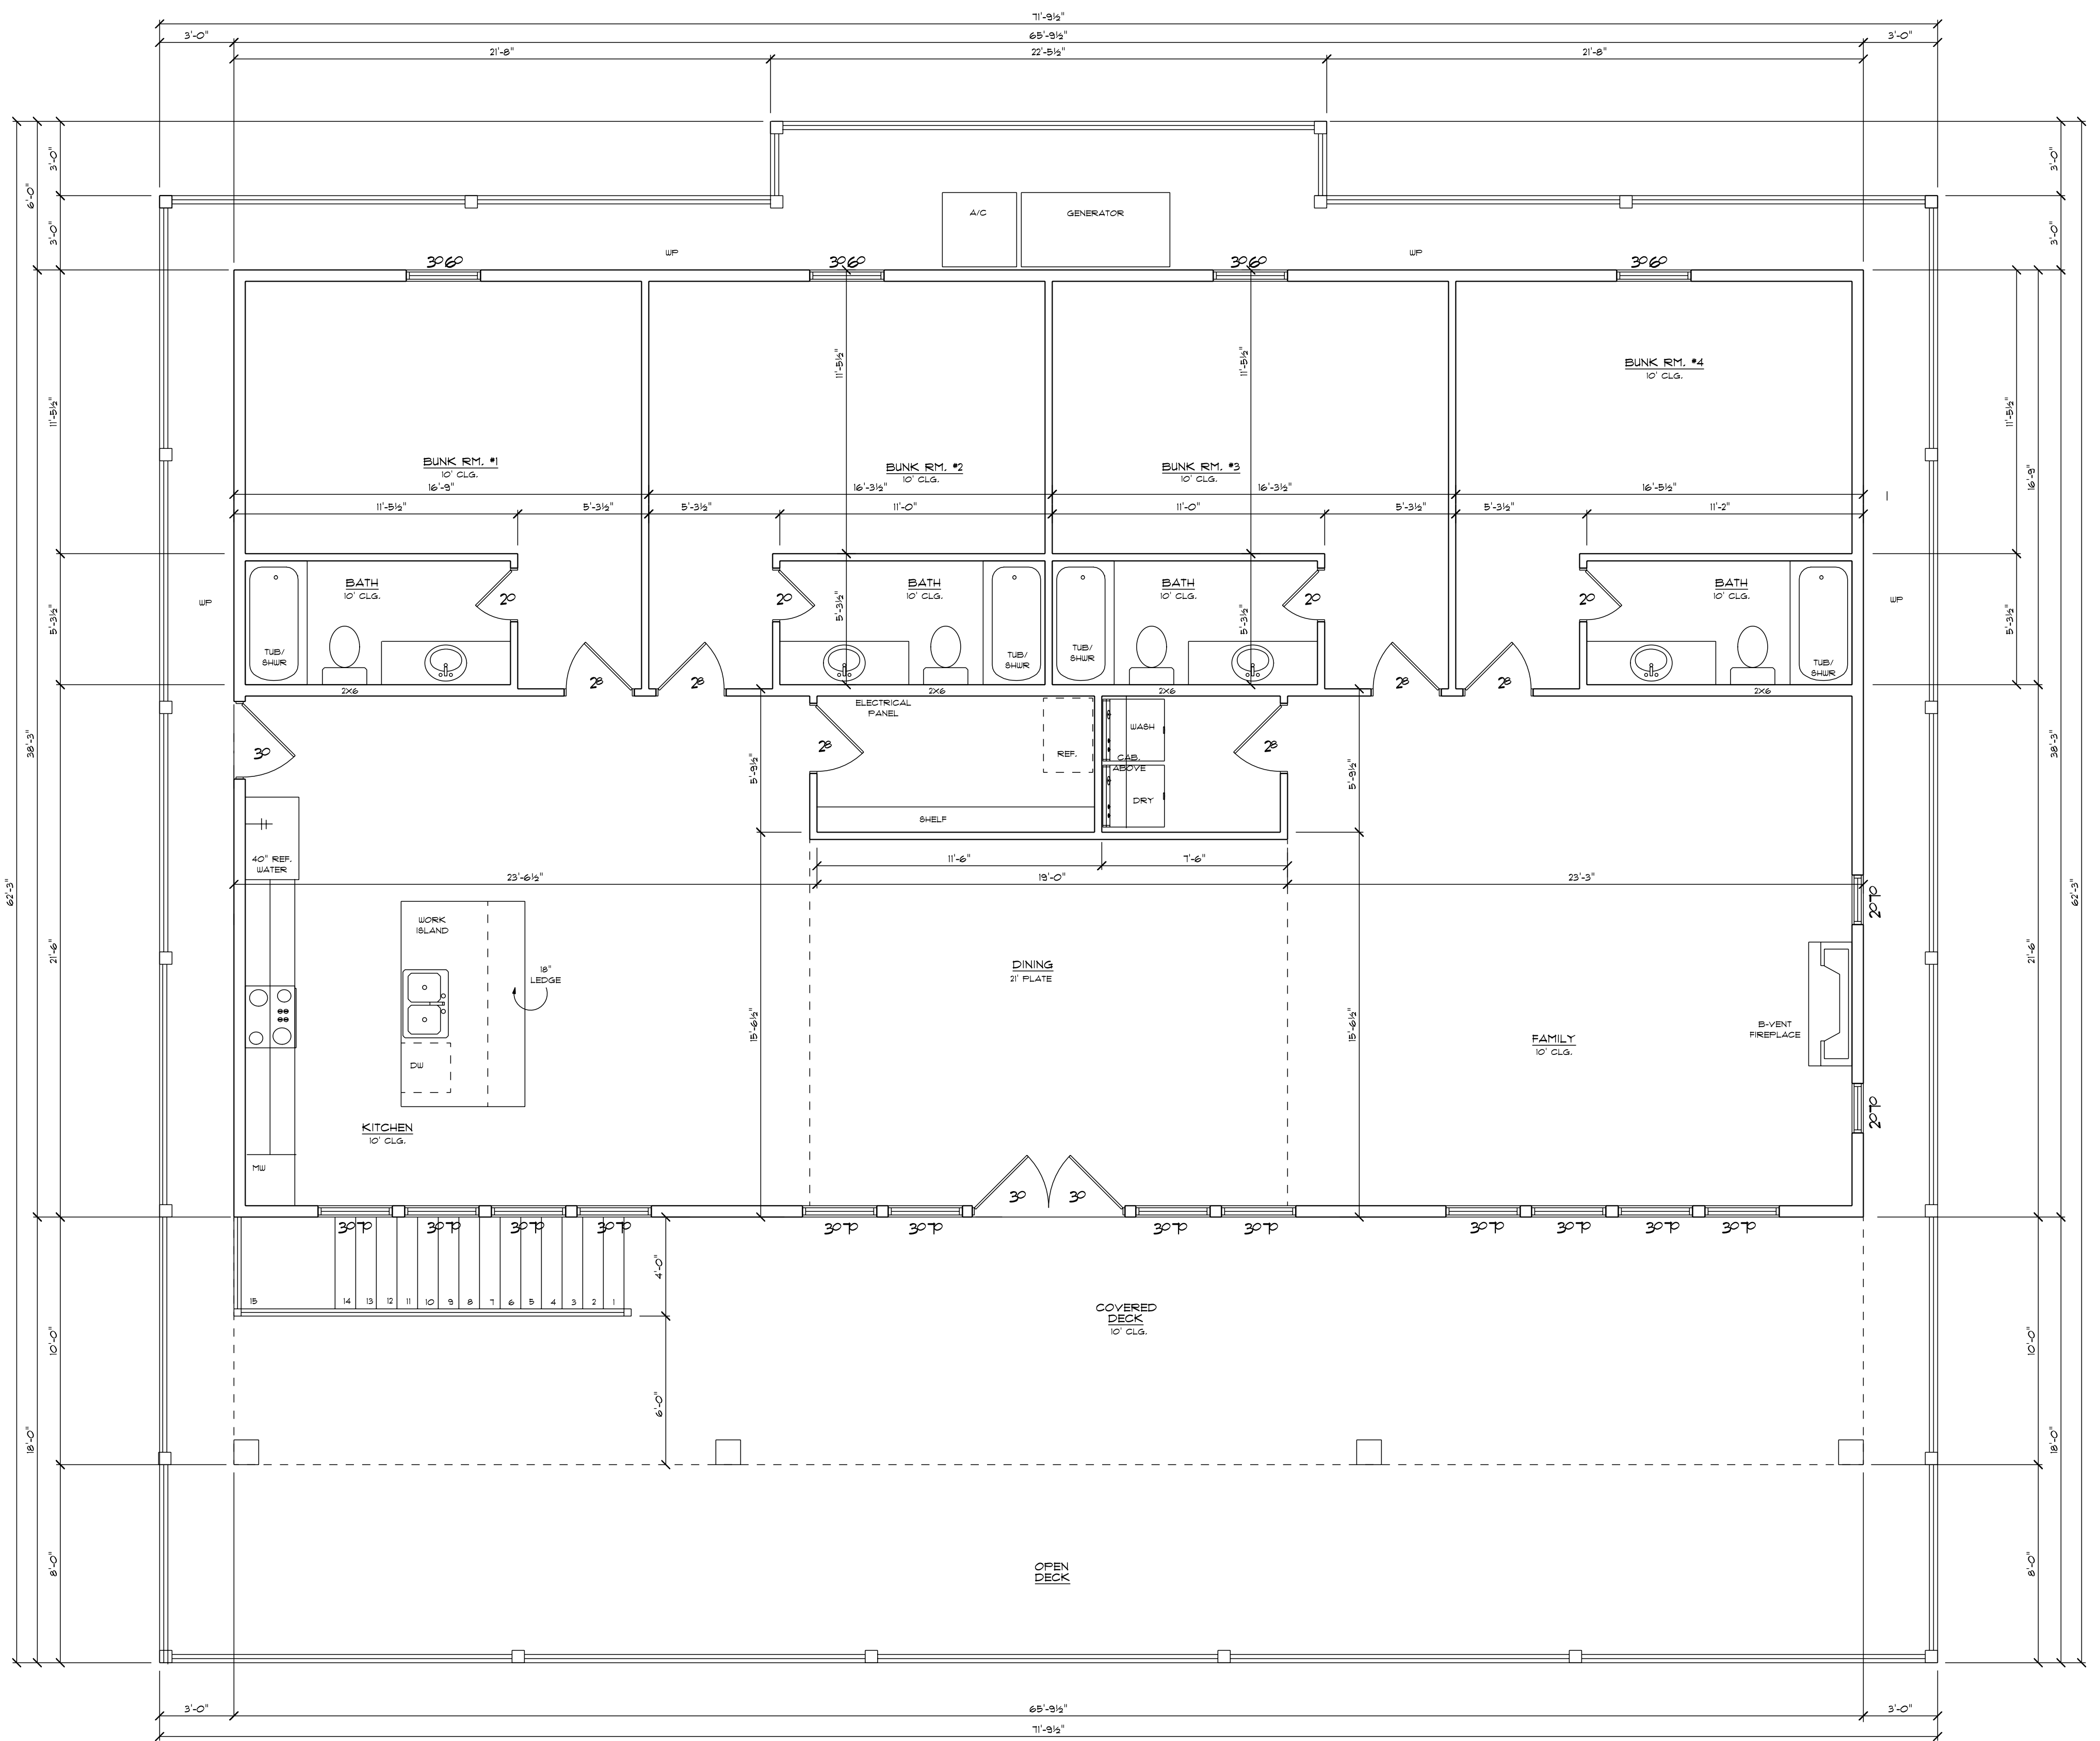 71'-9½"
3'-0"
65'-9½"
3'-0"
21'-8"
22'-5½"
21'-8"
3'-0"
3'-0"
6'-0"
3'-0"
3'-0"
A/C
GENERATOR
WP
WP
3060
3060
3060
3060
11'-5½"
11'-5½"
11'-5½"
11'-5½"
BUNK RM. #4
10' CLG.
BUNK RM. #1
10' CLG.
BUNK RM. #2
10' CLG.
BUNK RM. #3
10' CLG.
16'-9"
16'-9"
16'-3½"
16'-3½"
16'-5½"
11'-5½"
5'-3½"
5'-3½"
11'-0"
11'-0"
5'-3½"
5'-3½"
11'-2"
BATH
10' CLG.
BATH
10' CLG.
BATH
10' CLG.
BATH
10' CLG.
20
20
20
20
WP
WP
5'-3½"
5'-3½"
5'-3½"
5'-3½"
TUB/
SHWR
TUB/
SHWR
TUB/
SHWR
TUB/
SHWR
28
28
28
28
2X6
2X6
2X6
2X6
ELECTRICAL
PANEL
30
28
28
REF.
WASH
CAB.
ABOVE
DRY
SHELF
5'-9½"
5'-9½"
38'-3"
38'-3"
40" REF.
WATER
11'-6"
7'-6"
23'-6½"
19'-0"
23'-3"
62'-3"
62'-3"
2070
WORK
ISLAND
18"
LEDGE
21'-6"
21'-6"
DINING
21' PLATE
15'-6½"
15'-6½"
B-VENT
FIREPLACE
FAMILY
10' CLG.
DW
2070
KITCHEN
10' CLG.
MW
30
30
3070
3070
3070
3070
3070
3070
3070
3070
3070
3070
3070
3070
4'-0"
15
14
13
12
11
10
9
8
7
6
5
4
3
2
1
COVERED
DECK
10' CLG.
10'-0"
10'-0"
6'-0"
18'-0"
18'-0"
8'-0"
8'-0"
OPEN
DECK
3'-0"
65'-9½"
3'-0"
71'-9½"